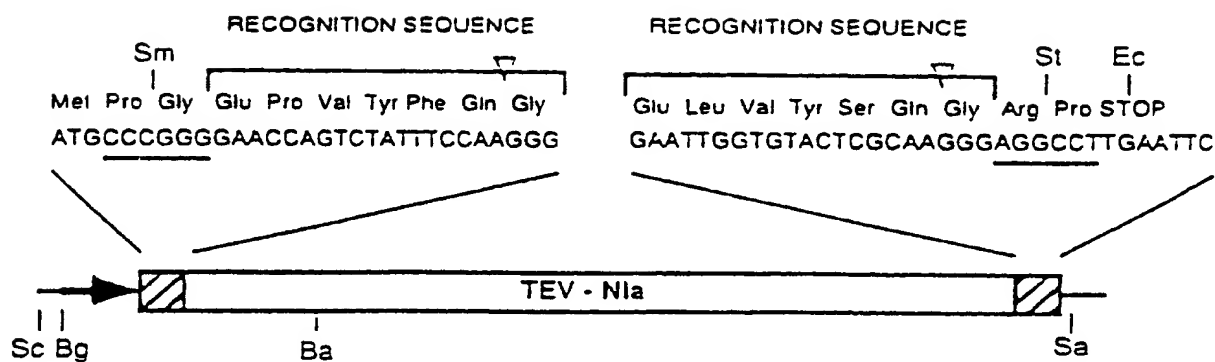 RECOGNITION SEQUENCE RECOGNITION SEQUENCE
Sm St Ec
Met Pro Gly Glu Pro Val Tyr Phe Gln Gly Glu Leu Val Tyr Ser Gln Gly Arg Pro STOP
ATGCCCGGGGAACCAGTCTATTTCCAAGGG GAATTGGTGTACTCGCAAGGGAGGCCTTGAATTC
TEV - NIa
Sc Bg Ba Sa